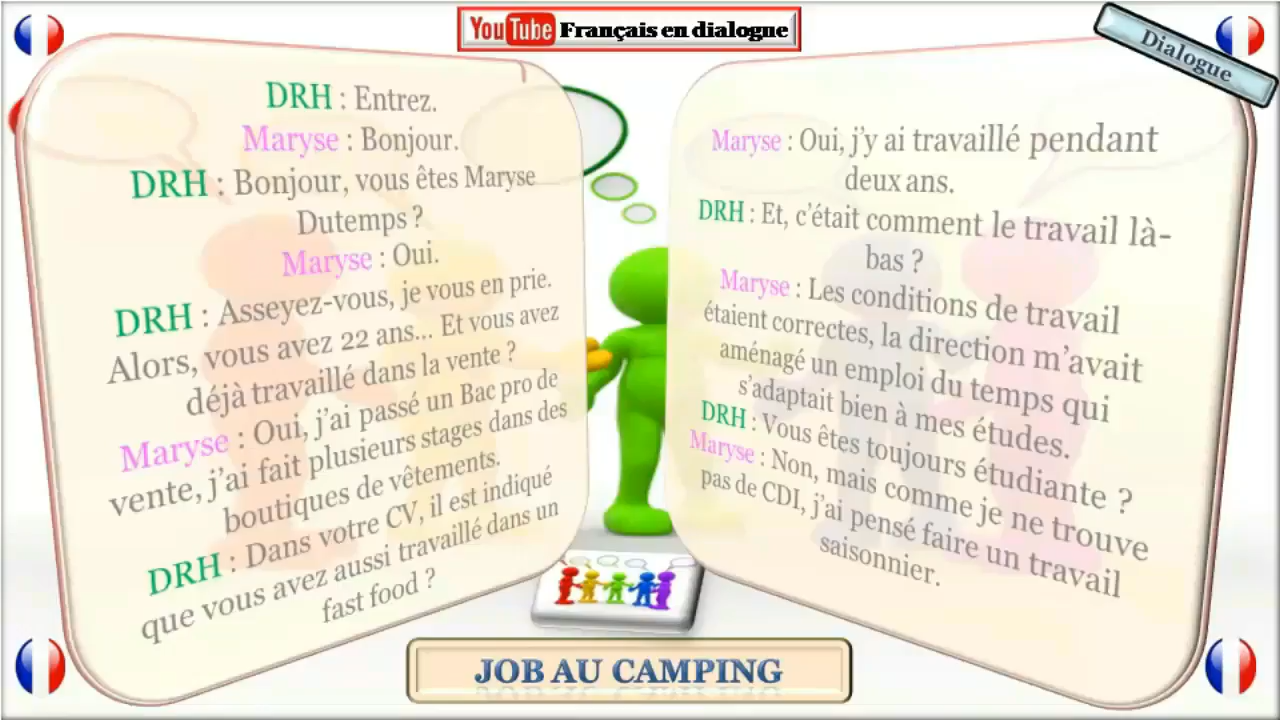 YouTube Français en dialogue
Dialogue
DRH : Entrez.
Maryse : Bonjour.
DRH : Bonjour, vous êtes Maryse
Dutemps ?
Maryse : Oui.
DRH : Asseyez-vous, je vous en prie.
Alors, vous avez 22 ans... Et vous avez
déjà travaillé dans la vente ?
Maryse : Oui, j'ai passé un Bac pro de
vente, j'ai fait plusieurs stages dans des
boutiques de vêtements.
DRH : Dans votre CV, il est indiqué
que vous avez aussi travaillé dans un
fast food ?
Maryse : Oui, j'y ai travaillé pendant
deux ans.
DRH : Et, c'était comment le travail là-
bas ?
Maryse : Les conditions de travail
étaient correctes, la direction m'avait
aménagé un emploi du temps qui
s'adaptait bien à mes études.
DRH : Vous êtes toujours étudiante ?
Maryse : Non, mais comme je ne trouve
pas de CDI, j'ai pensé faire un travail
saisonnier.
JOB AU CAMPING